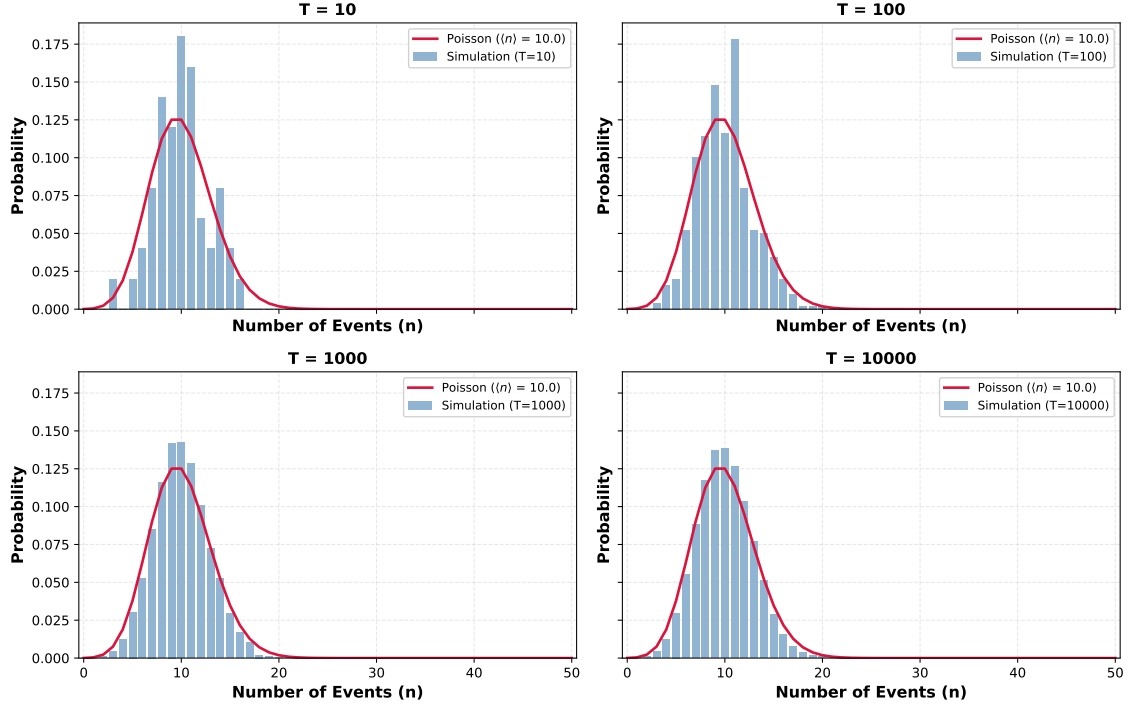 T = 10
Probability
0.175
0.150
0.125
0.100
0.075
0.050
0.025
0.000
Poisson (⟨n⟩ = 10.0)
Simulation (T=10)
Number of Events (n)
T = 100
Probability
Poisson (⟨n⟩ = 10.0)
Simulation (T=100)
Number of Events (n)
T = 1000
Probability
0.175
0.150
0.125
0.100
0.075
0.050
0.025
0.000
Poisson (⟨n⟩ = 10.0)
Simulation (T=1000)
0 10 20 30 40 50
Number of Events (n)
T = 10000
Probability
Poisson (⟨n⟩ = 10.0)
Simulation (T=10000)
0 10 20 30 40 50
Number of Events (n)